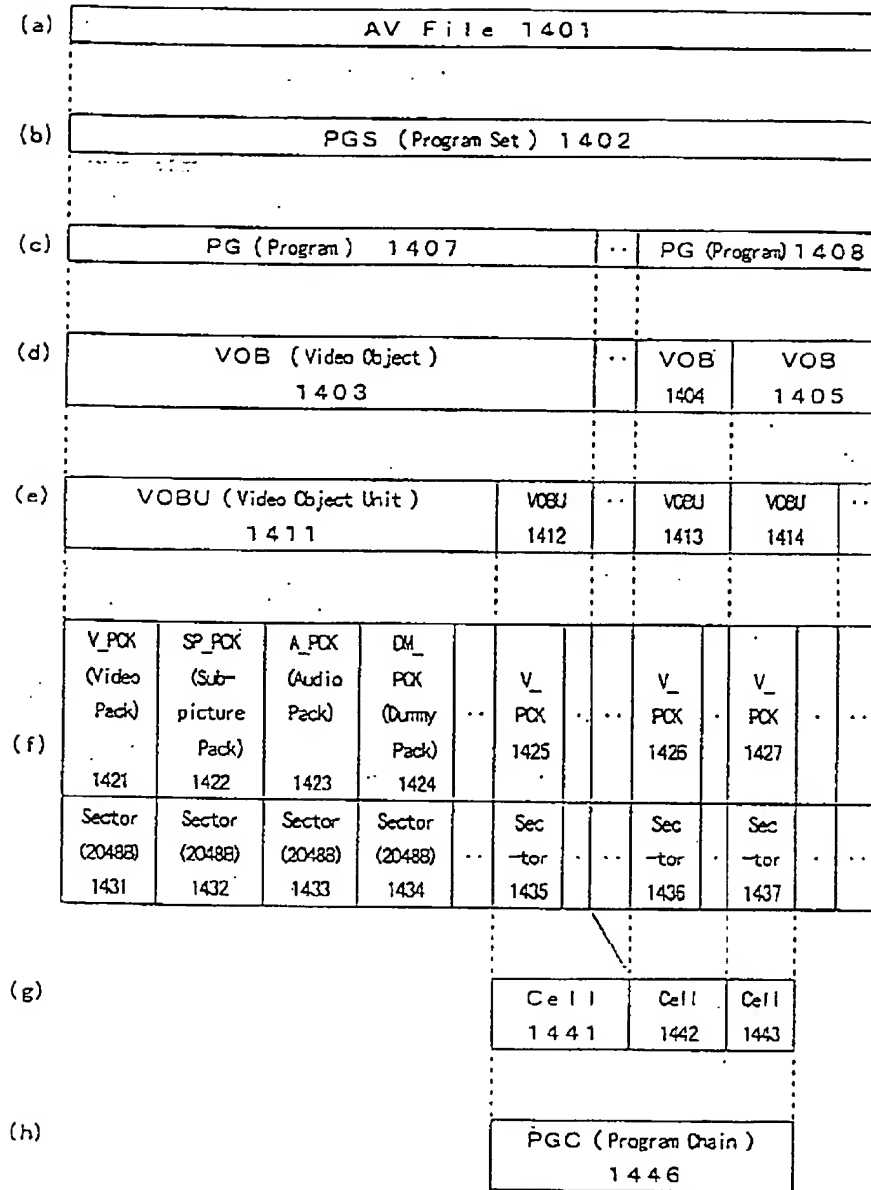 (a) AV File 1401
(b) PGS (Program Set) 1402
(c) PG (Program) 1407 ‥ PG (Program) 1408
(d) VOB (Video Object) ‥ VOB VOB
1403 1404 1405
(e) VOBU (Video Object Unit) VOBU ‥ VOBU VOBU ‥
1411 1412 1413 1414
V_PCK SP_PCK A_PCK DM_
(Video (Sub- (Audio PCK V_ V_ V_
Pack) picture Pack) (Dummy ‥ PCK · ‥ PCK · PCK · ‥
(f) Pack) Pack) 1425 1426 1427
1421 1422 1423 1424
Sector Sector Sector Sector Sec Sec Sec
(2048B) (2048B) (2048B) (2048B) ‥ -tor · ‥ -tor · -tor · ‥
1431 1432 1433 1434 1435 1436 1437
(g) Cell Cell Cell
1441 1442 1443
(h) PGC (Program Chain)
1446